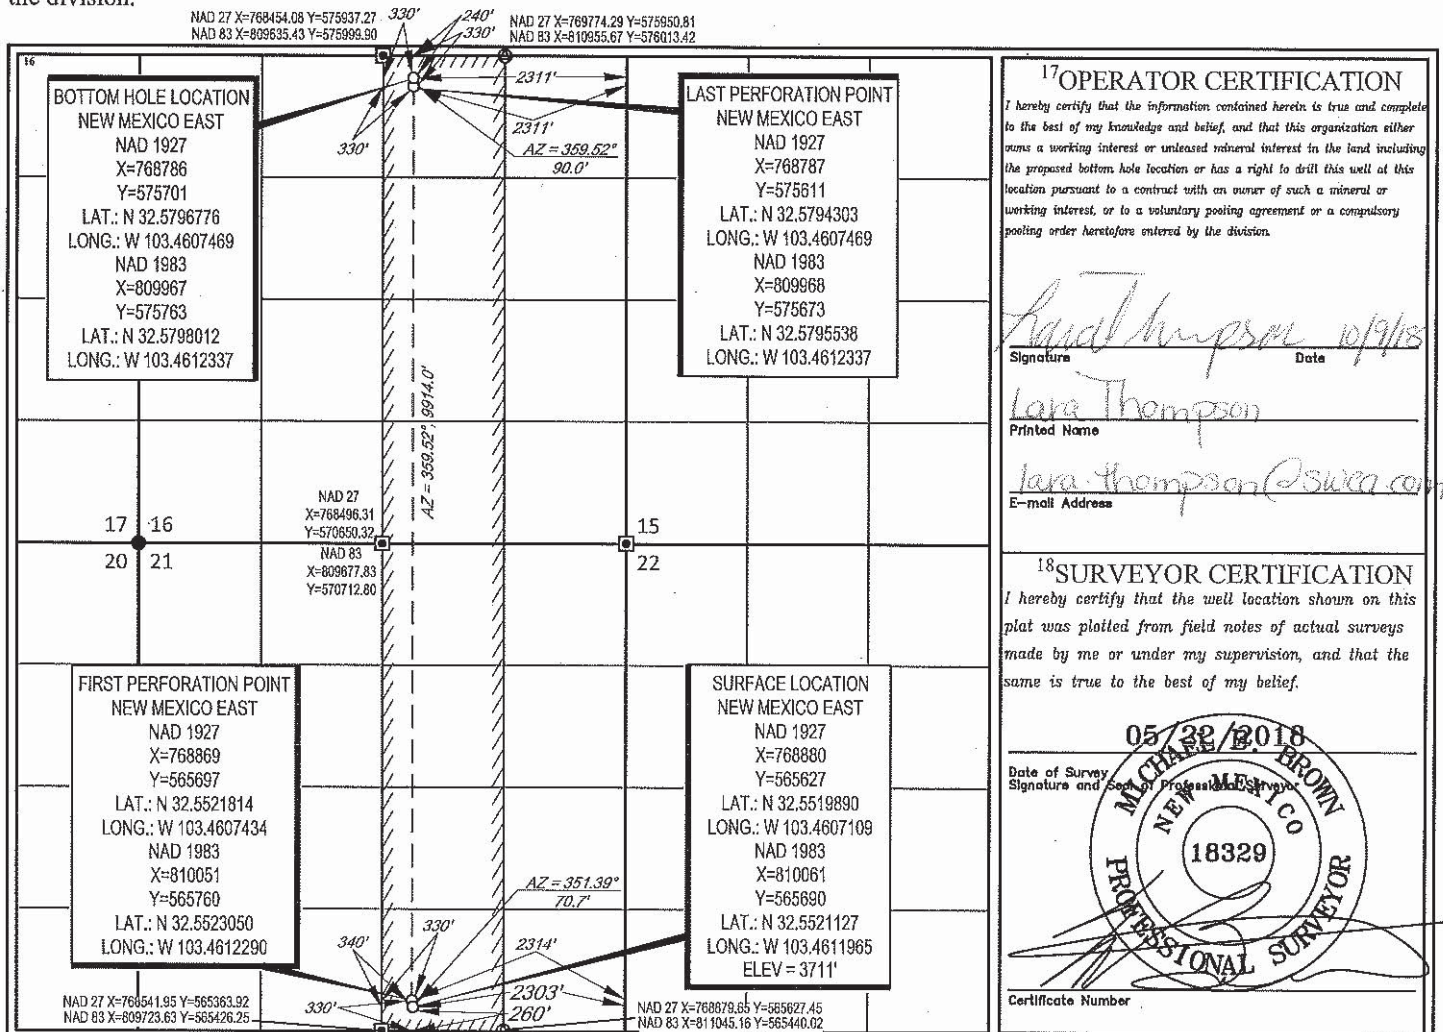 the division.
NAD 27 X=768454.08 Y=575937.27
NAD 83 X=809635.43 Y=575999.90
330'
240'
330'
NAD 27 X=769774.29 Y=575950.81
NAD 83 X=810955.67 Y=576013.42
16
BOTTOM HOLE LOCATION
NEW MEXICO EAST
NAD 1927
X=768786
Y=575701
LAT.: N 32.5796776
LONG.: W 103.4607469
NAD 1983
X=809967
Y=575763
LAT.: N 32.5798012
LONG.: W 103.4612337
2311'
2311'
330'
AZ = 359.52°
90.0'
LAST PERFORATION POINT
NEW MEXICO EAST
NAD 1927
X=768787
Y=575611
LAT.: N 32.5794303
LONG.: W 103.4607469
NAD 1983
X=809968
Y=575673
LAT.: N 32.5795538
LONG.: W 103.4612337
AZ = 359.52°, 9914.0'
NAD 27
X=768496.31
Y=570650.32
NAD 83
X=809677.83
Y=570712.80
17 16
20 21
15
22
FIRST PERFORATION POINT
NEW MEXICO EAST
NAD 1927
X=768869
Y=565697
LAT.: N 32.5521814
LONG.: W 103.4607434
NAD 1983
X=810051
Y=565760
LAT.: N 32.5523050
LONG.: W 103.4612290
SURFACE LOCATION
NEW MEXICO EAST
NAD 1927
X=768880
Y=565627
LAT.: N 32.5519890
LONG.: W 103.4607109
NAD 1983
X=810061
Y=565690
LAT.: N 32.5521127
LONG.: W 103.4611965
ELEV = 3711'
AZ = 351.39°
70.7'
340'
330'
2314'
330'
2303'
260'
NAD 27 X=768541.95 Y=565363.92
NAD 83 X=809723.63 Y=565426.25
NAD 27 X=768879.65 Y=565627.45
NAD 83 X=811045.16 Y=565440.02
17OPERATOR CERTIFICATION
I hereby certify that the information contained herein is true and complete
to the best of my knowledge and belief, and that this organization either
owns a working interest or unleased mineral interest in the land including
the proposed bottom hole location or has a right to drill this well at this
location pursuant to a contract with an owner of such a mineral or
working interest, or to a voluntary pooling agreement or a compulsory
pooling order heretofore entered by the division.
Lara Thompson 10/9/18
Signature Date
Lara Thompson
Printed Name
lara.thompson@swca.com
E-mail Address
18SURVEYOR CERTIFICATION
I hereby certify that the well location shown on this
plat was plotted from field notes of actual surveys
made by me or under my supervision, and that the
same is true to the best of my belief.
05/22/2018
Date of Survey
Signature and Seal of Professional Surveyor
MICHAEL E. BROWN
NEW MEXICO
18329
PROFESSIONAL SURVEYOR
Certificate Number